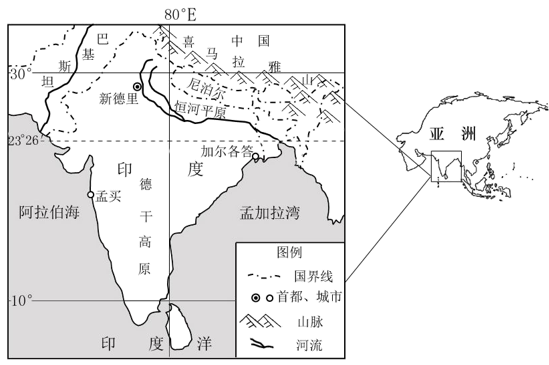 80°E
喜马拉雅山
中国
巴基斯坦
30°
尼泊尔
新德里
恒河平原
23°26′
加尔各答
印度
孟买
德干高原
阿拉伯海
孟加拉湾
10°
印度洋
图例
国界线
首都、城市
山脉
河流
亚洲